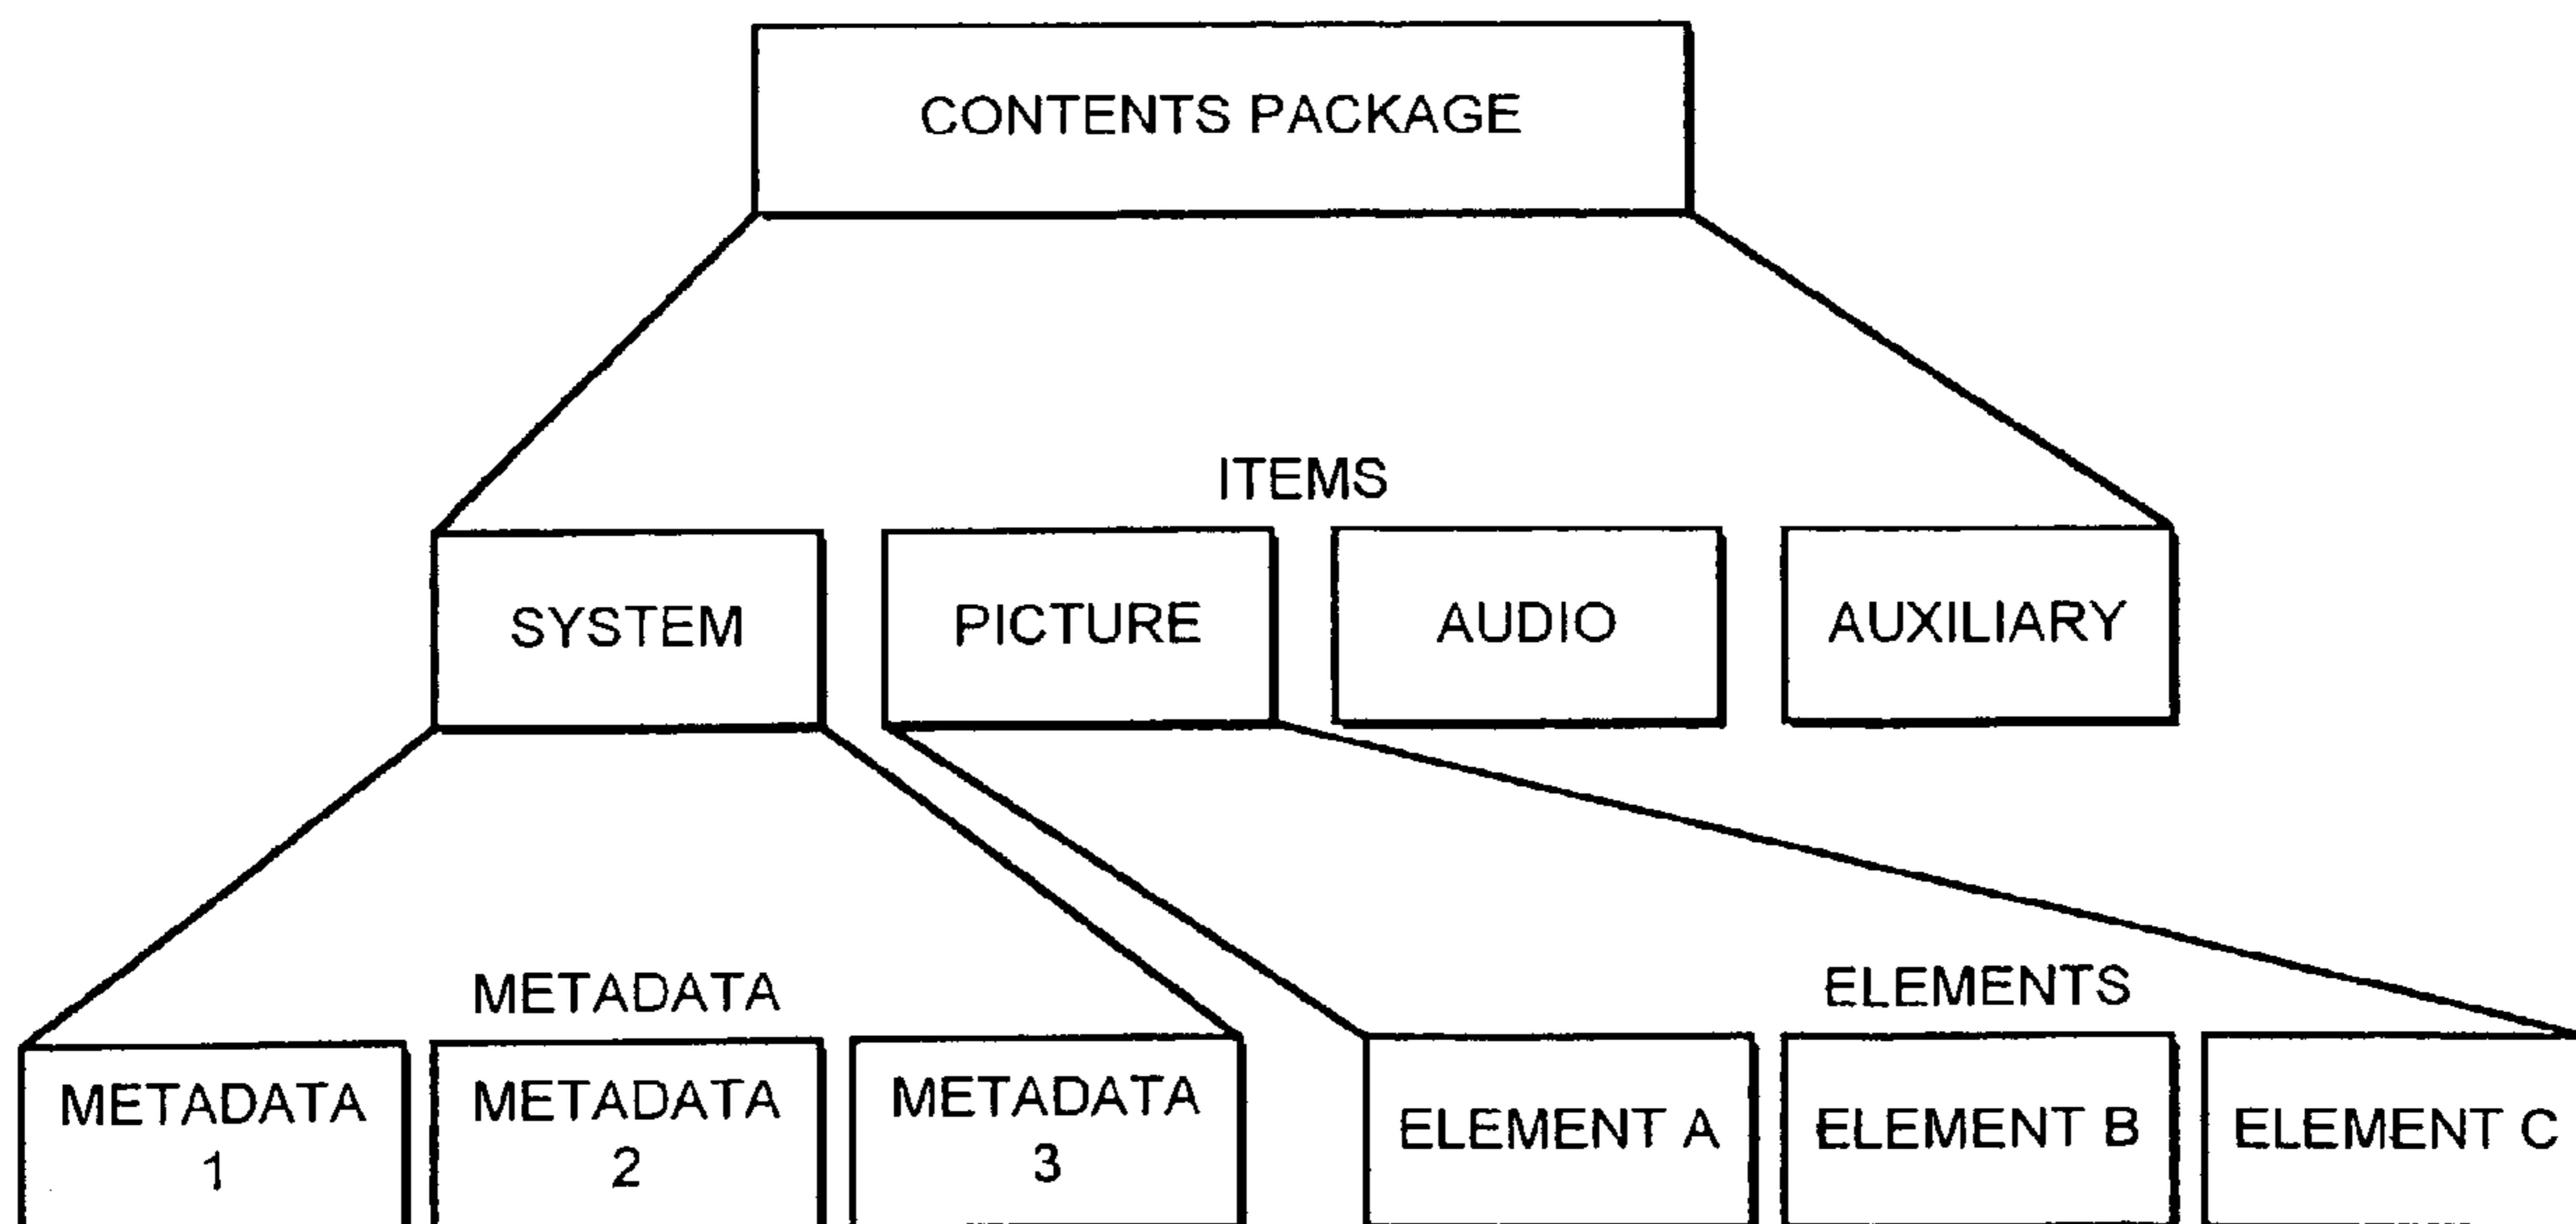 CONTENTS PACKAGE
ITEMS
SYSTEM
PICTURE
AUDIO
AUXILIARY
METADATA
METADATA
1
METADATA
2
METADATA
3
ELEMENTS
ELEMENT A
ELEMENT B
ELEMENT C